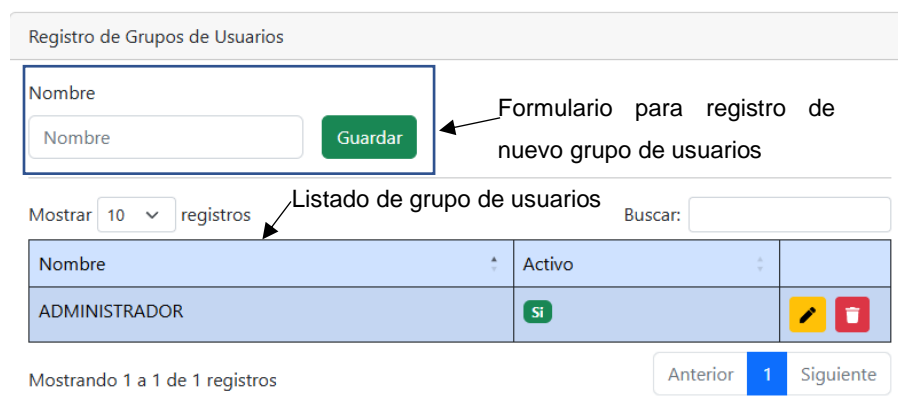 Registro de Grupos de Usuarios
Nombre
Nombre
Guardar
Formulario para registro de
nuevo grupo de usuarios
Listado de grupo de usuarios
Mostrar 10 registros
Buscar:
Nombre
Activo
ADMINISTRADOR
Si
Mostrando 1 a 1 de 1 registros
Anterior 1 Siguiente